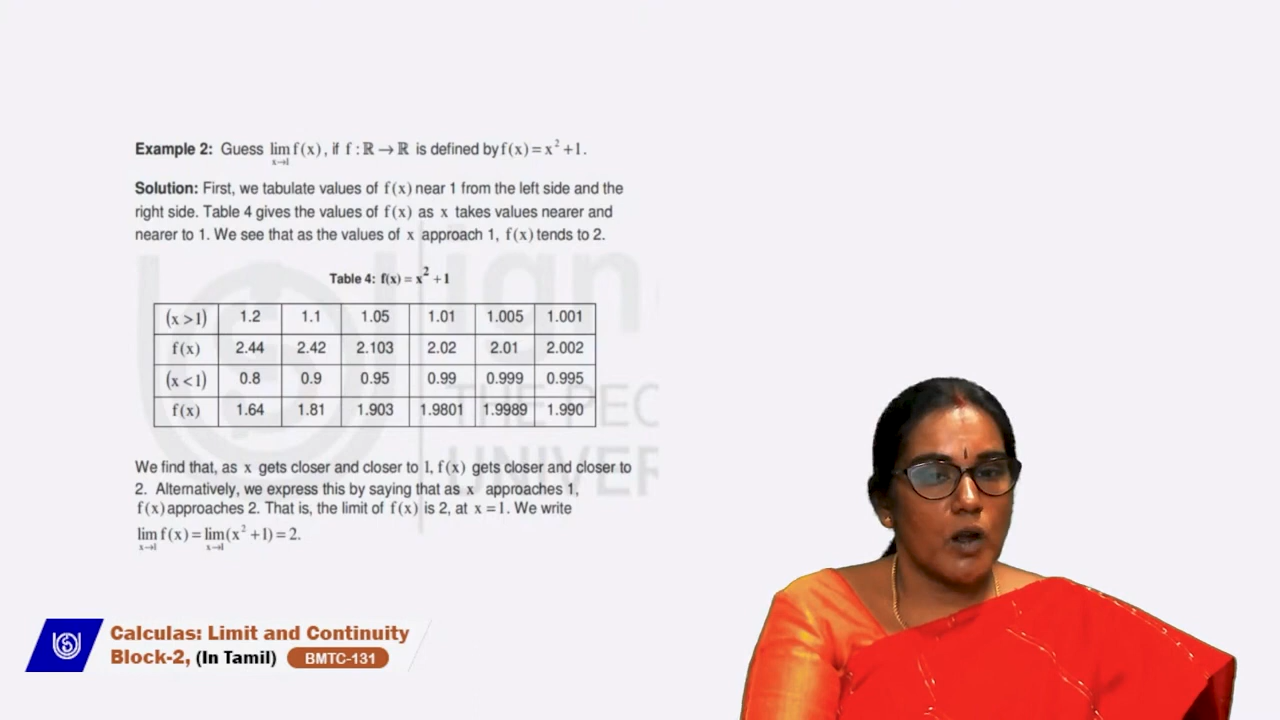 Example 2: Guess lim f(x), if f : ℝ → ℝ is defined by f(x) = x² + 1.
x→1
Solution: First, we tabulate values of f(x) near 1 from the left side and the
right side. Table 4 gives the values of f(x) as x takes values nearer and
nearer to 1. We see that as the values of x approach 1, f(x) tends to 2.
Table 4: f(x) = x² + 1
(x > 1) 1.2 1.1 1.05 1.01 1.005 1.001
f(x) 2.44 2.42 2.103 2.02 2.01 2.002
(x < 1) 0.8 0.9 0.95 0.99 0.999 0.995
f(x) 1.64 1.81 1.903 1.9801 1.9989 1.990
We find that, as x gets closer and closer to 1, f(x) gets closer and closer to
2. Alternatively, we express this by saying that as x approaches 1,
f(x) approaches 2. That is, the limit of f(x) is 2, at x = 1. We write
lim f(x) = lim (x² + 1) = 2.
x→1 x→1
ign
THE PEO
UNIVER
Calculas: Limit and Continuity
Block-2, (In Tamil) BMTC-131